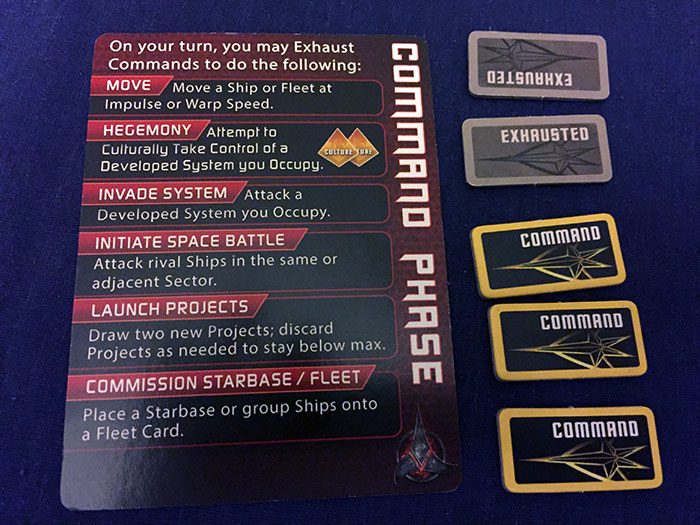 On your turn, you may Exhaust
Commands to do the following:
MOVE Move a Ship or Fleet at
Impulse or Warp Speed.
HEGEMONY Attempt to
Culturally Take Control of a
Developed System you Occupy.
CULTURE TURE
INVADE SYSTEM Attack a
Developed System you Occupy.
INITIATE SPACE BATTLE
Attack rival Ships in the same or
adjacent Sector.
LAUNCH PROJECTS
Draw two new Projects; discard
Projects as needed to stay below max.
COMMISSION STARBASE / FLEET
Place a Starbase or group Ships onto
a Fleet Card.
COMMAND PHASE
EXHAUSTED
EXHAUSTED
COMMAND
COMMAND
COMMAND